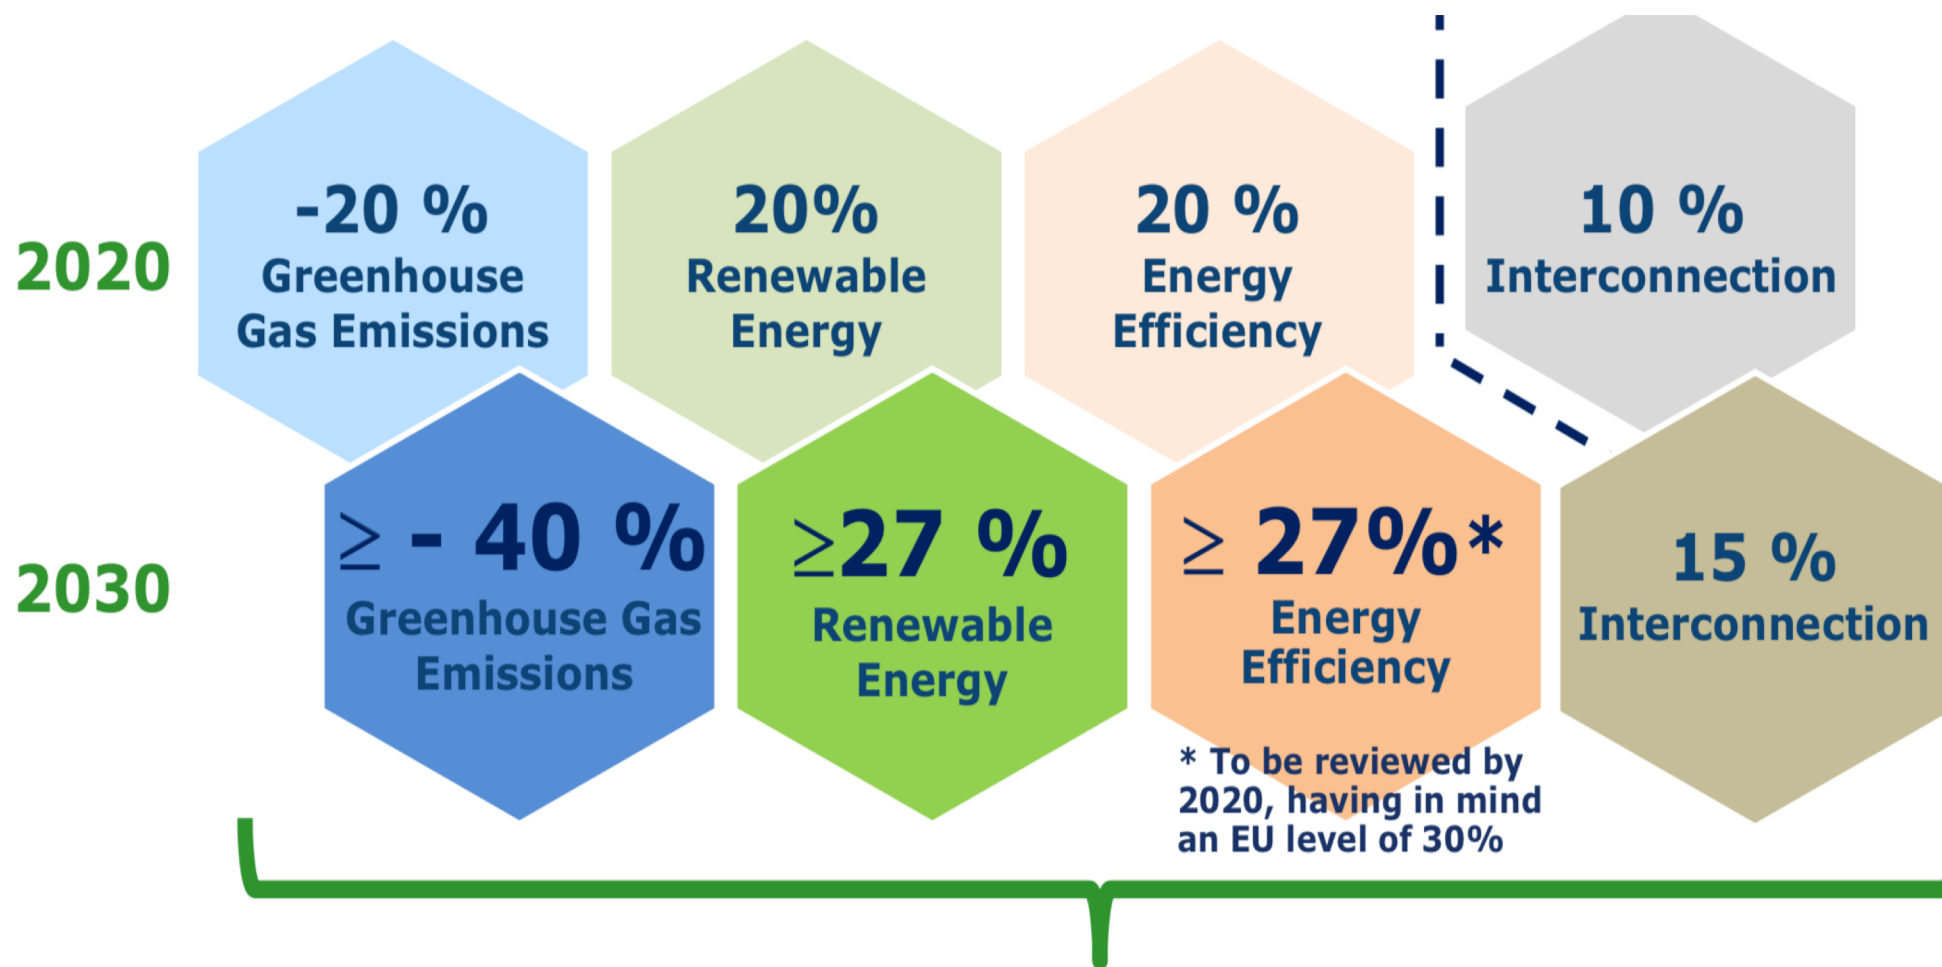 2020
-20 %
Greenhouse
Gas Emissions
20%
Renewable
Energy
20 %
Energy
Efficiency
10 %
Interconnection
2030
≥ - 40 %
Greenhouse Gas
Emissions
≥27 %
Renewable
Energy
≥ 27%*
Energy
Efficiency
* To be reviewed by
2020, having in mind
an EU level of 30%
15 %
Interconnection